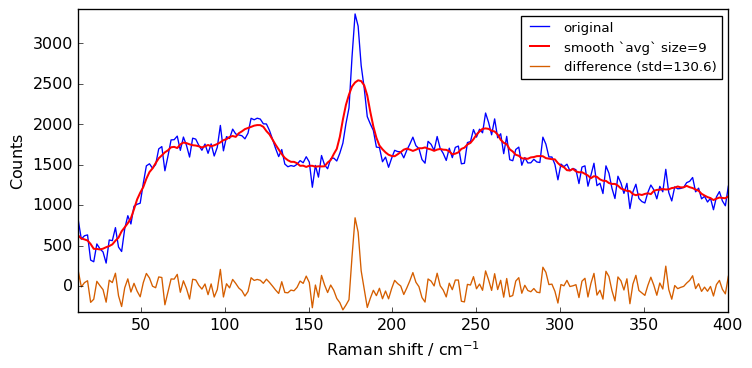 original
smooth `avg` size=9
difference (std=130.6)
Counts
3000
2500
2000
1500
1000
500
0
50 100 150 200 250 300 350 400
Raman shift / cm⁻¹